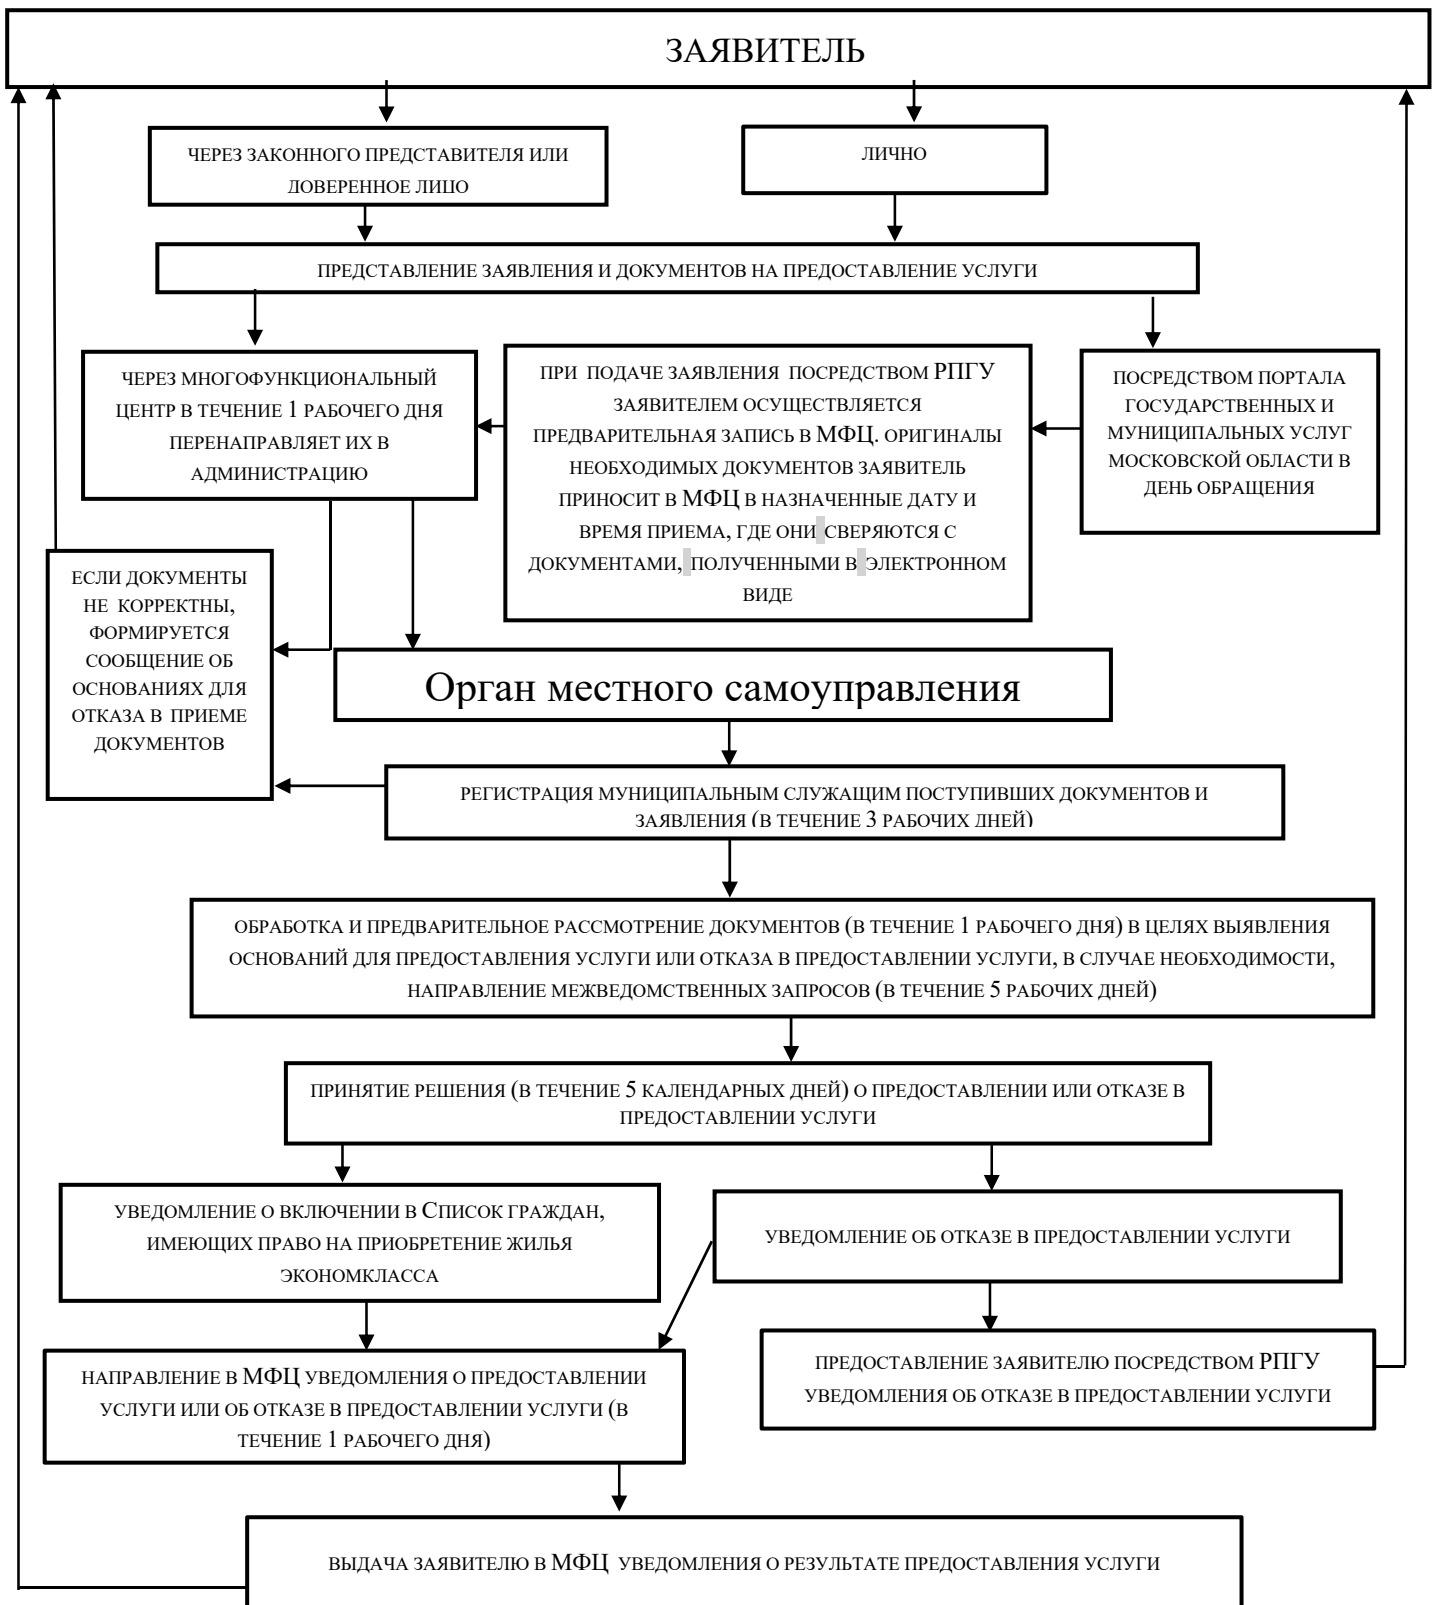 ЗАЯВИТЕЛЬ
ЧЕРЕЗ ЗАКОННОГО ПРЕДСТАВИТЕЛЯ ИЛИ
ДОВЕРЕННОЕ ЛИЦО
ЛИЧНО
ПРЕДСТАВЛЕНИЕ ЗАЯВЛЕНИЯ И ДОКУМЕНТОВ НА ПРЕДОСТАВЛЕНИЕ УСЛУГИ
ЧЕРЕЗ МНОГОФУНКЦИОНАЛЬНЫЙ
ЦЕНТР В ТЕЧЕНИЕ 1 РАБОЧЕГО ДНЯ
ПЕРЕНАПРАВЛЯЕТ ИХ В
АДМИНИСТРАЦИЮ
ПРИ ПОДАЧЕ ЗАЯВЛЕНИЯ ПОСРЕДСТВОМ РПГУ
ЗАЯВИТЕЛЕМ ОСУЩЕСТВЛЯЕТСЯ
ПРЕДВАРИТЕЛЬНАЯ ЗАПИСЬ В МФЦ. ОРИГИНАЛЫ
НЕОБХОДИМЫХ ДОКУМЕНТОВ ЗАЯВИТЕЛЬ
ПРИНОСИТ В МФЦ В НАЗНАЧЕННЫЕ ДАТУ И
ВРЕМЯ ПРИЕМА, ГДЕ ОНИ СВЕРЯЮТСЯ С
ДОКУМЕНТАМИ, ПОЛУЧЕННЫМИ В ЭЛЕКТРОННОМ
ВИДЕ
ПОСРЕДСТВОМ ПОРТАЛА
ГОСУДАРСТВЕННЫХ И
МУНИЦИПАЛЬНЫХ УСЛУГ
МОСКОВСКОЙ ОБЛАСТИ В
ДЕНЬ ОБРАЩЕНИЯ
ЕСЛИ ДОКУМЕНТЫ
НЕ КОРРЕКТНЫ,
ФОРМИРУЕТСЯ
СООБЩЕНИЕ ОБ
ОСНОВАНИЯХ ДЛЯ
ОТКАЗА В ПРИЕМЕ
ДОКУМЕНТОВ
Орган местного самоуправления
РЕГИСТРАЦИЯ МУНИЦИПАЛЬНЫМ СЛУЖАЩИМ ПОСТУПИВШИХ ДОКУМЕНТОВ И
ЗАЯВЛЕНИЯ (В ТЕЧЕНИЕ 3 РАБОЧИХ ДНЕЙ)
ОБРАБОТКА И ПРЕДВАРИТЕЛЬНОЕ РАССМОТРЕНИЕ ДОКУМЕНТОВ (В ТЕЧЕНИЕ 1 РАБОЧЕГО ДНЯ) В ЦЕЛЯХ ВЫЯВЛЕНИЯ
ОСНОВАНИЙ ДЛЯ ПРЕДОСТАВЛЕНИЯ УСЛУГИ ИЛИ ОТКАЗА В ПРЕДОСТАВЛЕНИИ УСЛУГИ, В СЛУЧАЕ НЕОБХОДИМОСТИ,
НАПРАВЛЕНИЕ МЕЖВЕДОМСТВЕННЫХ ЗАПРОСОВ (В ТЕЧЕНИЕ 5 РАБОЧИХ ДНЕЙ)
ПРИНЯТИЕ РЕШЕНИЯ (В ТЕЧЕНИЕ 5 КАЛЕНДАРНЫХ ДНЕЙ) О ПРЕДОСТАВЛЕНИИ ИЛИ ОТКАЗЕ В
ПРЕДОСТАВЛЕНИИ УСЛУГИ
УВЕДОМЛЕНИЕ О ВКЛЮЧЕНИИ В СПИСОК ГРАЖДАН,
ИМЕЮЩИХ ПРАВО НА ПРИОБРЕТЕНИЕ ЖИЛЬЯ
ЭКОНОМКЛАССА
УВЕДОМЛЕНИЕ ОБ ОТКАЗЕ В ПРЕДОСТАВЛЕНИИ УСЛУГИ
НАПРАВЛЕНИЕ В МФЦ УВЕДОМЛЕНИЯ О ПРЕДОСТАВЛЕНИИ
УСЛУГИ ИЛИ ОБ ОТКАЗЕ В ПРЕДОСТАВЛЕНИИ УСЛУГИ (В
ТЕЧЕНИЕ 1 РАБОЧЕГО ДНЯ)
ПРЕДОСТАВЛЕНИЕ ЗАЯВИТЕЛЮ ПОСРЕДСТВОМ РПГУ
УВЕДОМЛЕНИЯ ОБ ОТКАЗЕ В ПРЕДОСТАВЛЕНИИ УСЛУГИ
ВЫДАЧА ЗАЯВИТЕЛЮ В МФЦ УВЕДОМЛЕНИЯ О РЕЗУЛЬТАТЕ ПРЕДОСТАВЛЕНИЯ УСЛУГИ